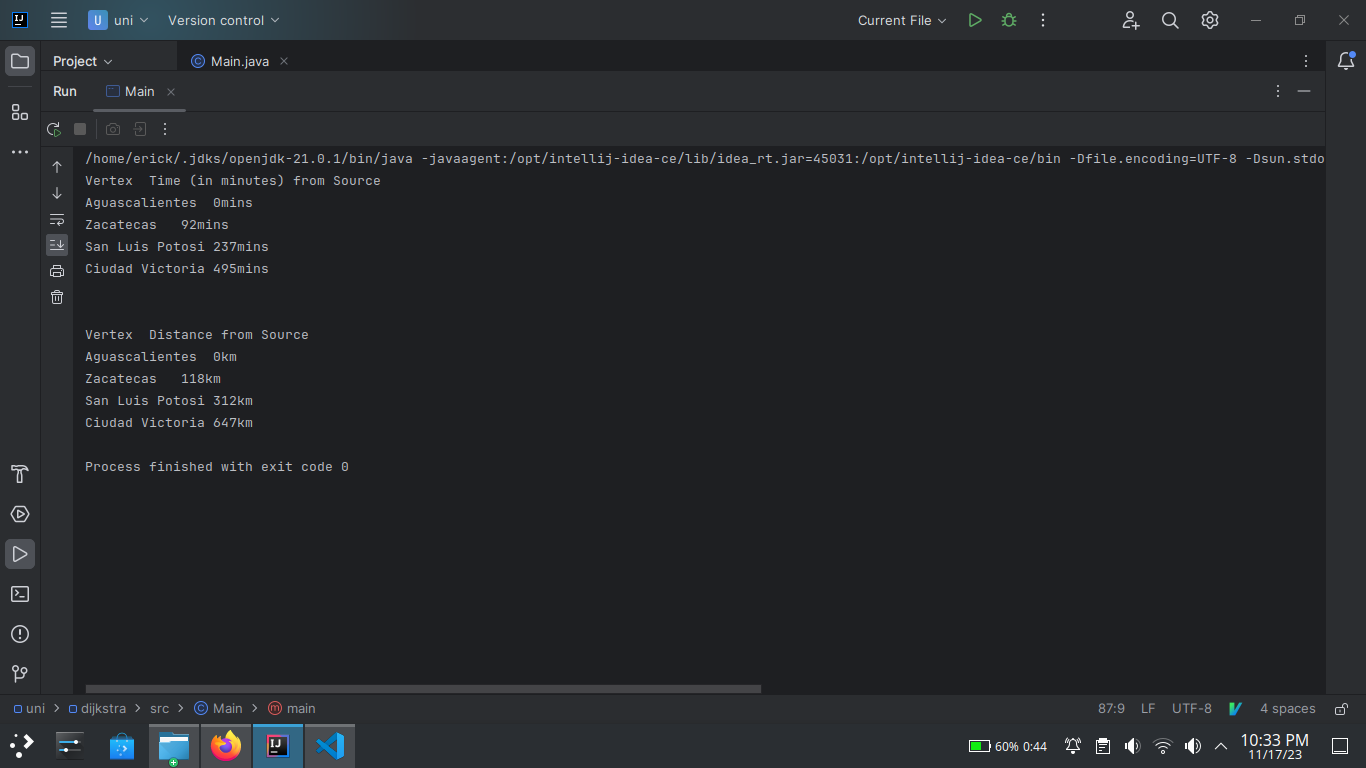 U uni Version control Current File
Project Main.java
Run Main
/home/erick/.jdks/openjdk-21.0.1/bin/java -javaagent:/opt/intellij-idea-ce/lib/idea_rt.jar=45031:/opt/intellij-idea-ce/bin -Dfile.encoding=UTF-8 -Dsun.stdo
Vertex  Time (in minutes) from Source
Aguascalientes  0mins
Zacatecas   92mins
San Luis Potosi 237mins
Ciudad Victoria 495mins
Vertex  Distance from Source
Aguascalientes  0km
Zacatecas   118km
San Luis Potosi 312km
Ciudad Victoria 647km
Process finished with exit code 0
uni > dijkstra > src > Main > main 87:9 LF UTF-8 4 spaces
60% 0:44 10:33 PM
11/17/23